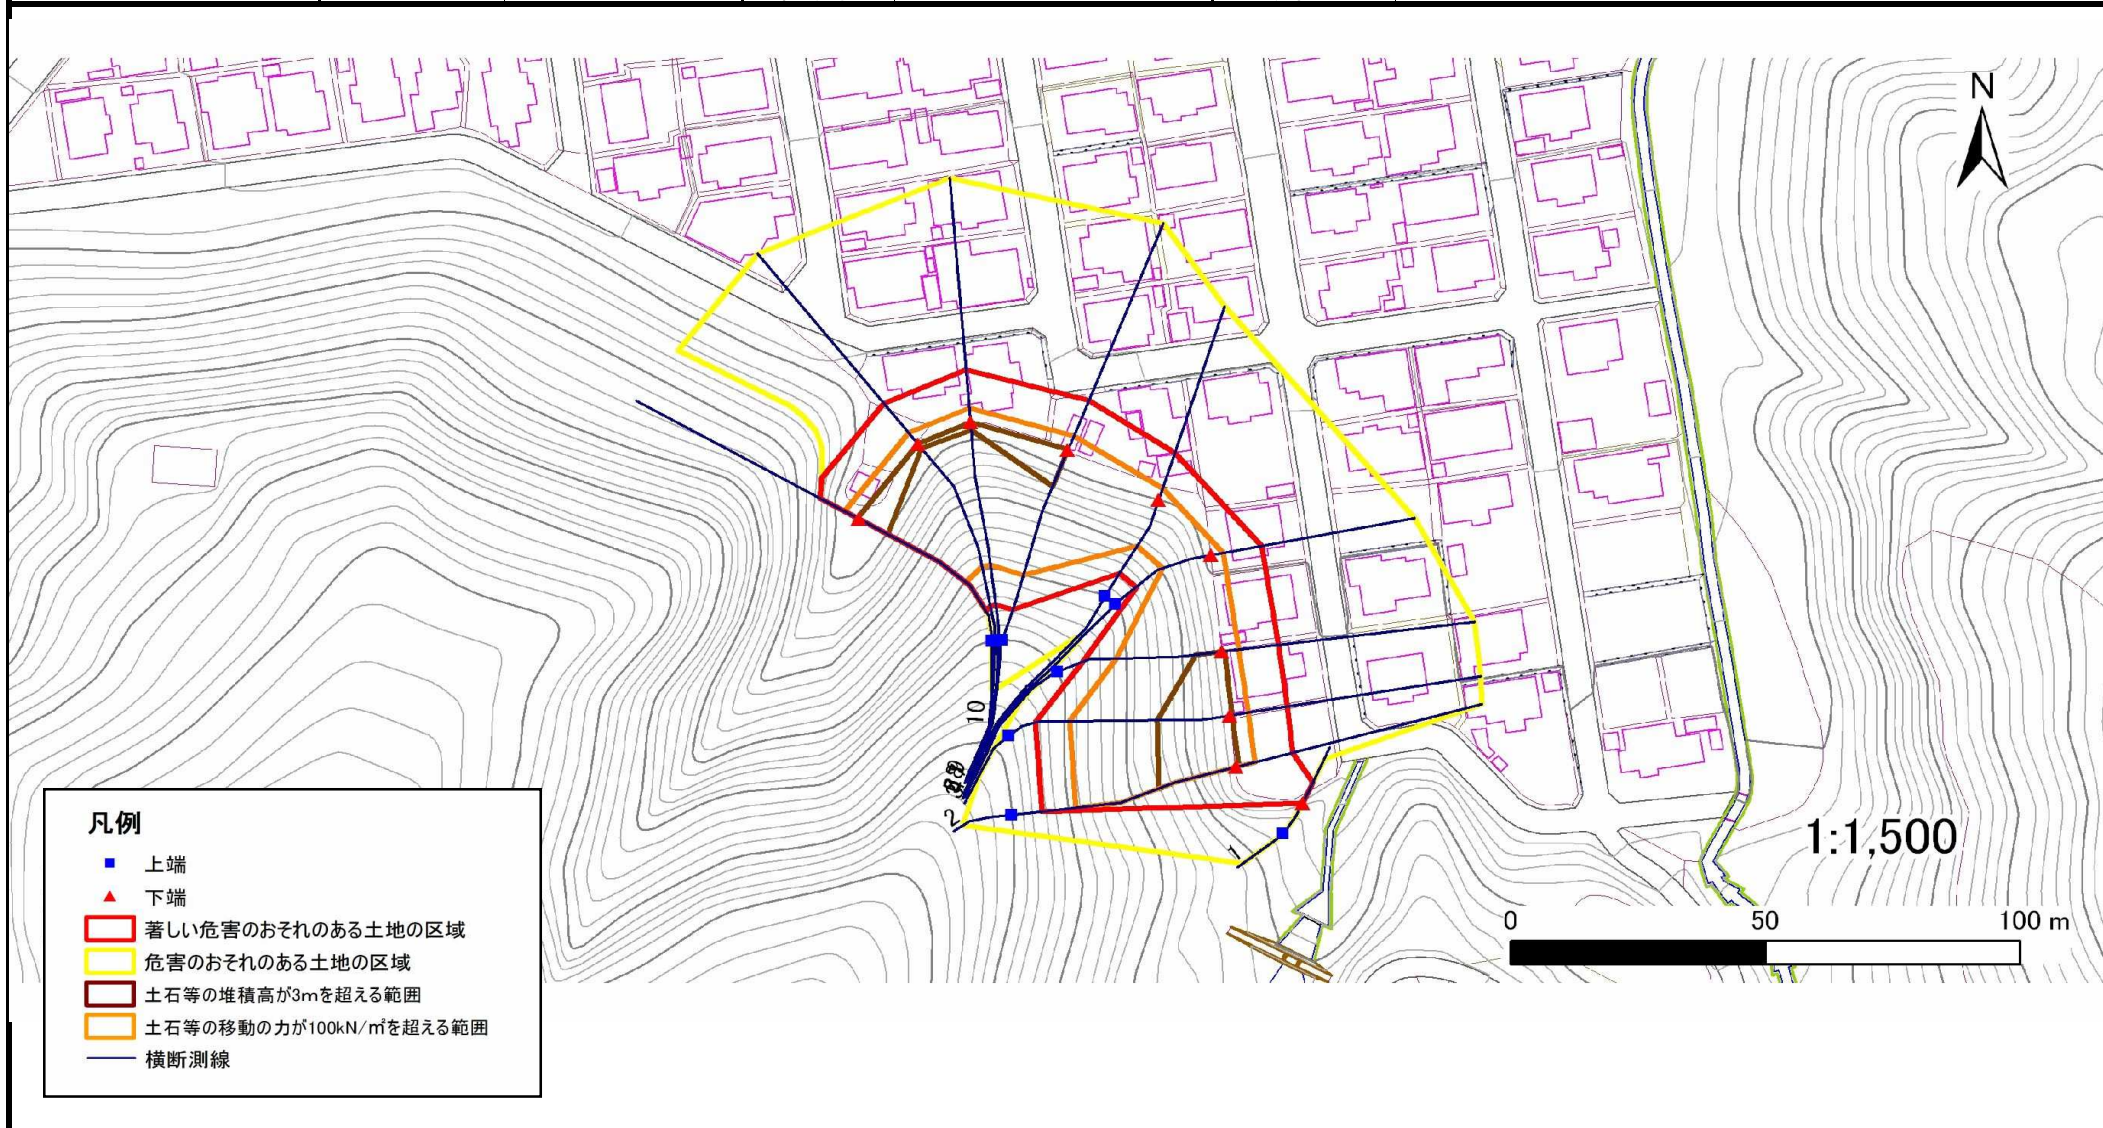 N
10
2
1
凡例
上端
下端
著しい危害のおそれのある土地の区域
危害のおそれのある土地の区域
土石等の堆積高が3mを超える範囲
土石等の移動の力が100kN/㎡を超える範囲
横断測線
1:1,500
0 50 100 m